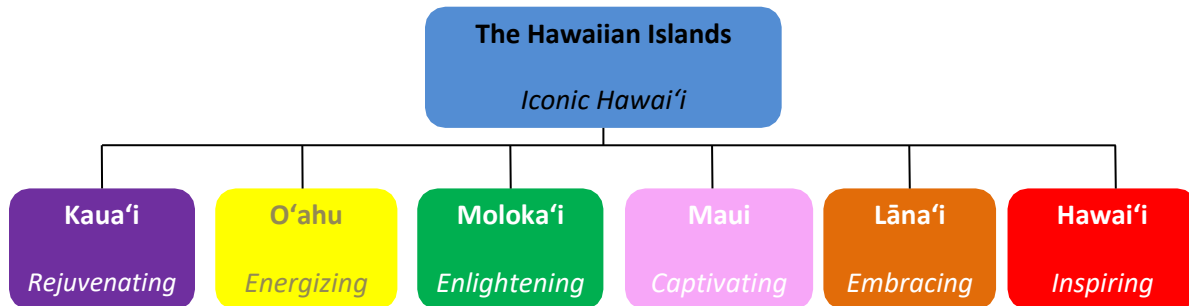 The Hawaiian Islands
Iconic Hawaiʻi
Kauaʻi
Rejuvenating
Oʻahu
Energizing
Molokaʻi
Enlightening
Maui
Captivating
Lānaʻi
Embracing
Hawaiʻi
Inspiring